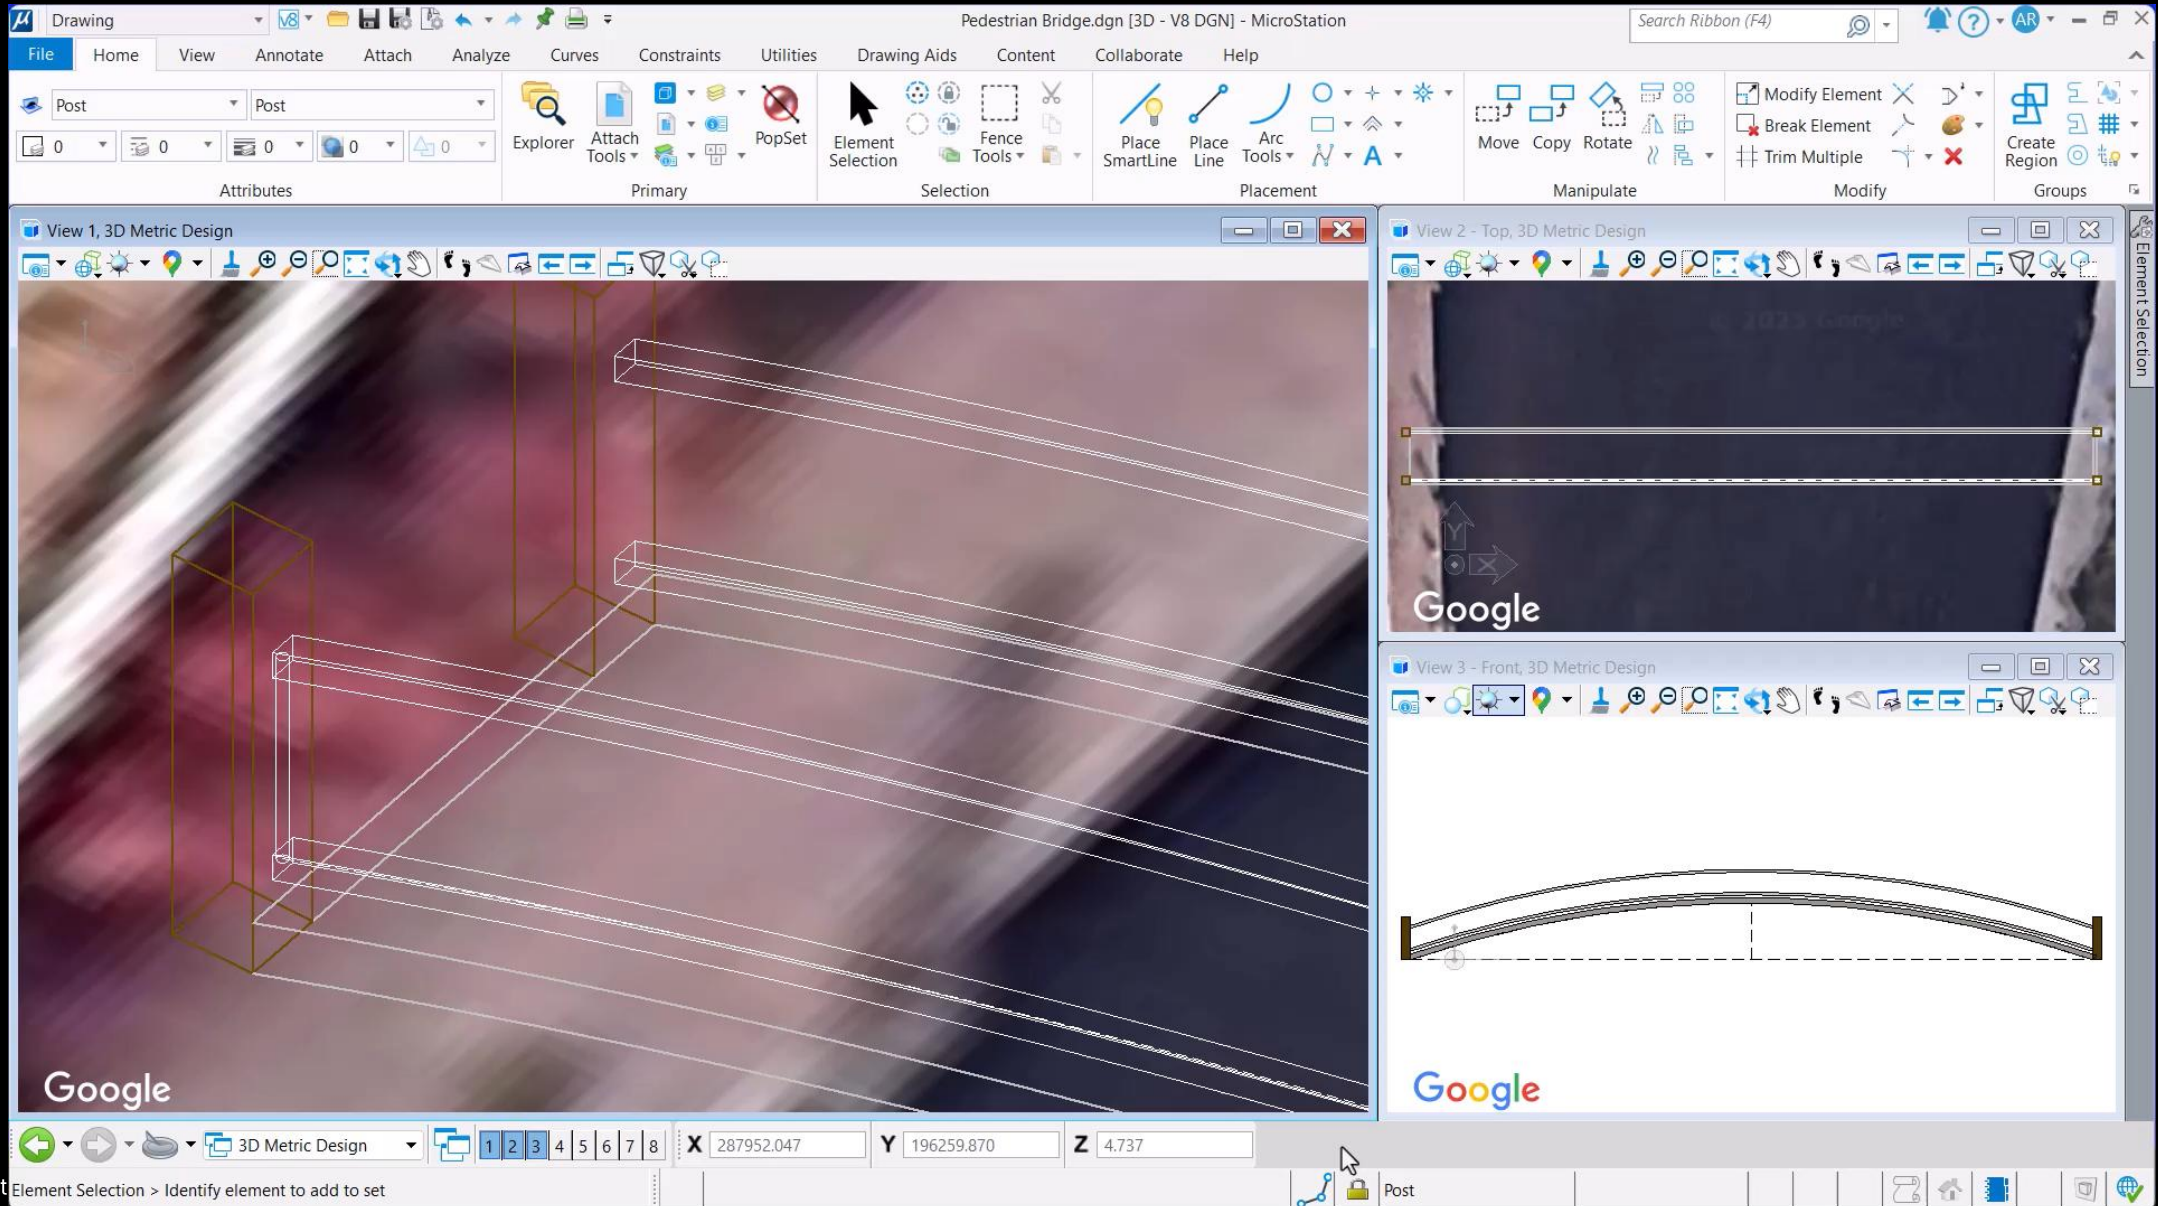 Drawing
V8
Pedestrian Bridge.dgn [3D - V8 DGN] - MicroStation
Search Ribbon (F4)
AR
File
Home
View
Annotate
Attach
Analyze
Curves
Constraints
Utilities
Drawing Aids
Content
Collaborate
Help
Post
Post
0
0
0
0
0
Attributes
Explorer
Attach
Tools
PopSet
Primary
Element
Selection
Fence
Tools
Selection
Place
SmartLine
Place
Line
Arc
Tools
Placement
Move
Copy
Rotate
Manipulate
Modify Element
Break Element
Trim Multiple
Modify
Create
Region
Groups
View 1, 3D Metric Design
Google
View 2 - Top, 3D Metric Design
© 2025 Google
Y
X
Google
View 3 - Front, 3D Metric Design
Google
Element Selection
3D Metric Design
1 2 3 4 5 6 7 8
X 287952.047
Y 196259.870
Z 4.737
t
Element Selection > Identify element to add to set
Post